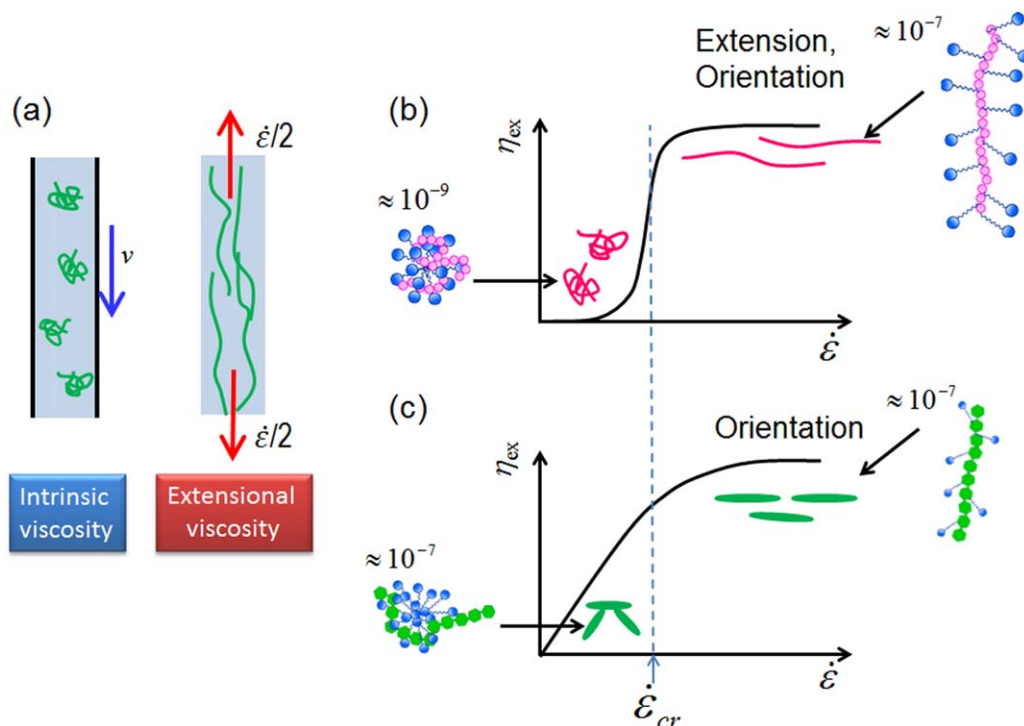 (a)
ε̇/2
v
ε̇/2
Intrinsic
viscosity
Extensional
viscosity
(b)
≈10⁻⁷
Extension,
Orientation
η_ex
≈10⁻⁹
ε̇
(c)
≈10⁻⁷
Orientation
η_ex
≈10⁻⁷
ε̇
ε̇_cr